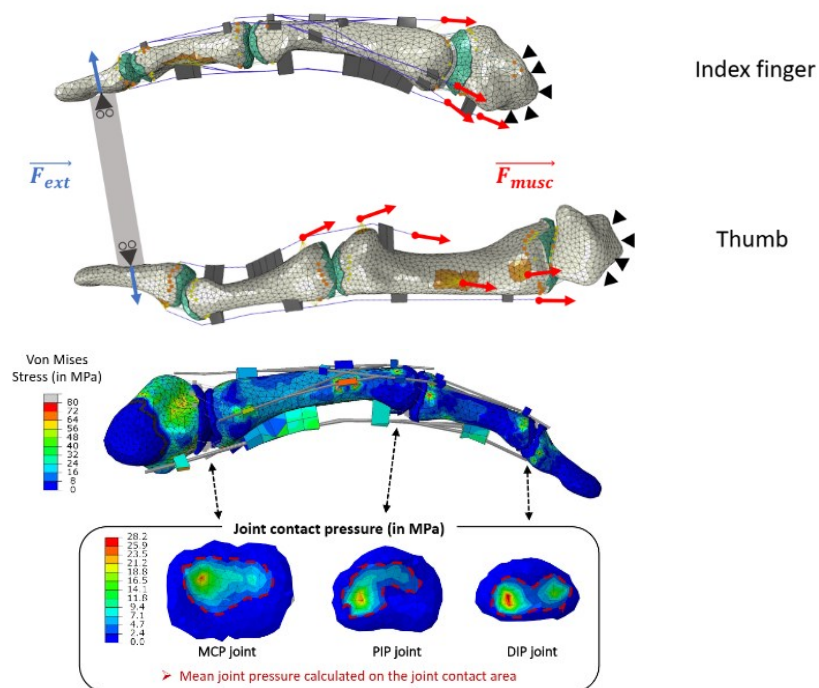 Index finger
F_ext
F_musc
Thumb
Von Mises
Stress (in MPa)
80
72
64
56
48
40
32
24
16
8
0
Joint contact pressure (in MPa)
28.2
25.9
23.5
21.2
18.8
16.5
14.1
11.8
9.4
7.1
4.7
2.4
0.0
MCP joint
PIP joint
DIP joint
➢ Mean joint pressure calculated on the joint contact area